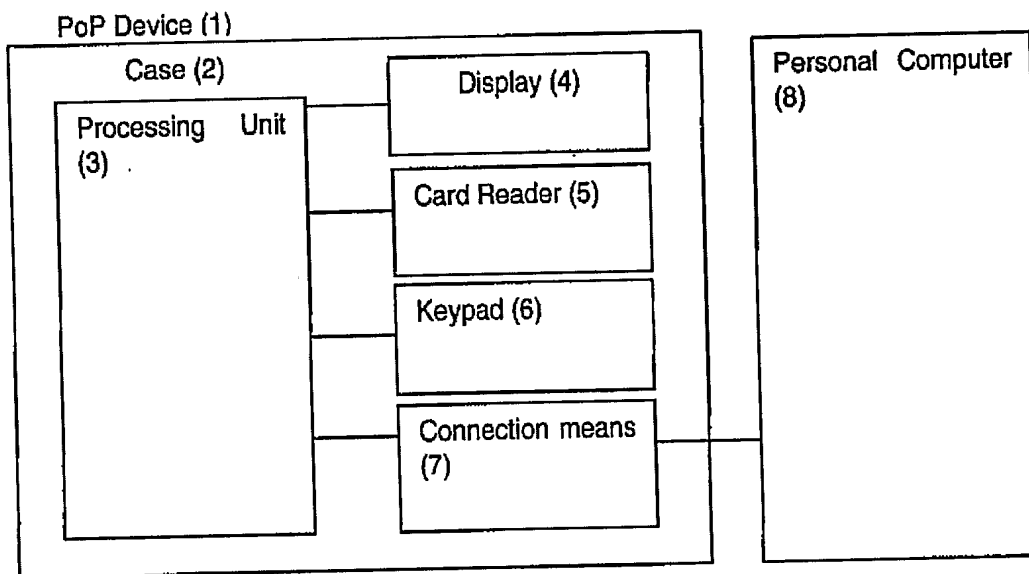 PoP Device (1)
Case (2)
Processing Unit
(3)
Display (4)
Card Reader (5)
Keypad (6)
Connection means
(7)
Personal Computer
(8)